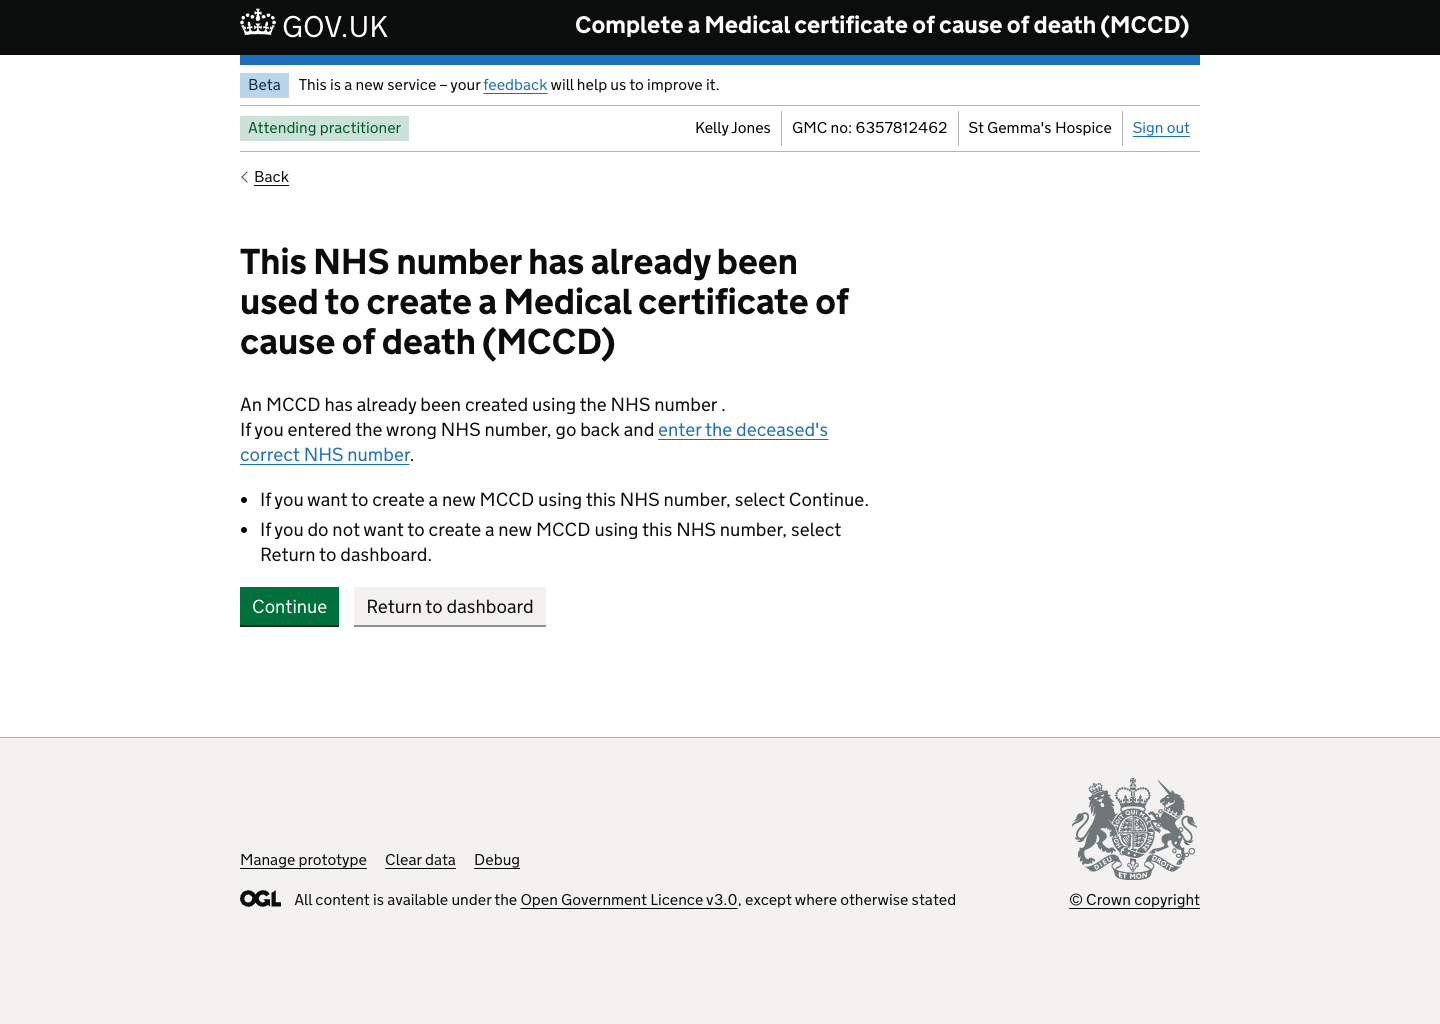 GOV.UK
Complete a Medical certificate of cause of death (MCCD)
Beta This is a new service – your feedback will help us to improve it.
Attending practitioner
Kelly Jones GMC no: 6357812462 St Gemma's Hospice Sign out
Back
This NHS number has already been
used to create a Medical certificate of
cause of death (MCCD)
An MCCD has already been created using the NHS number .
If you entered the wrong NHS number, go back and enter the deceased's
correct NHS number.
• If you want to create a new MCCD using this NHS number, select Continue.
• If you do not want to create a new MCCD using this NHS number, select
Return to dashboard.
Continue Return to dashboard
Manage prototype Clear data Debug
OGL All content is available under the Open Government Licence v3.0, except where otherwise stated
DIEU ET MON DROIT
© Crown copyright